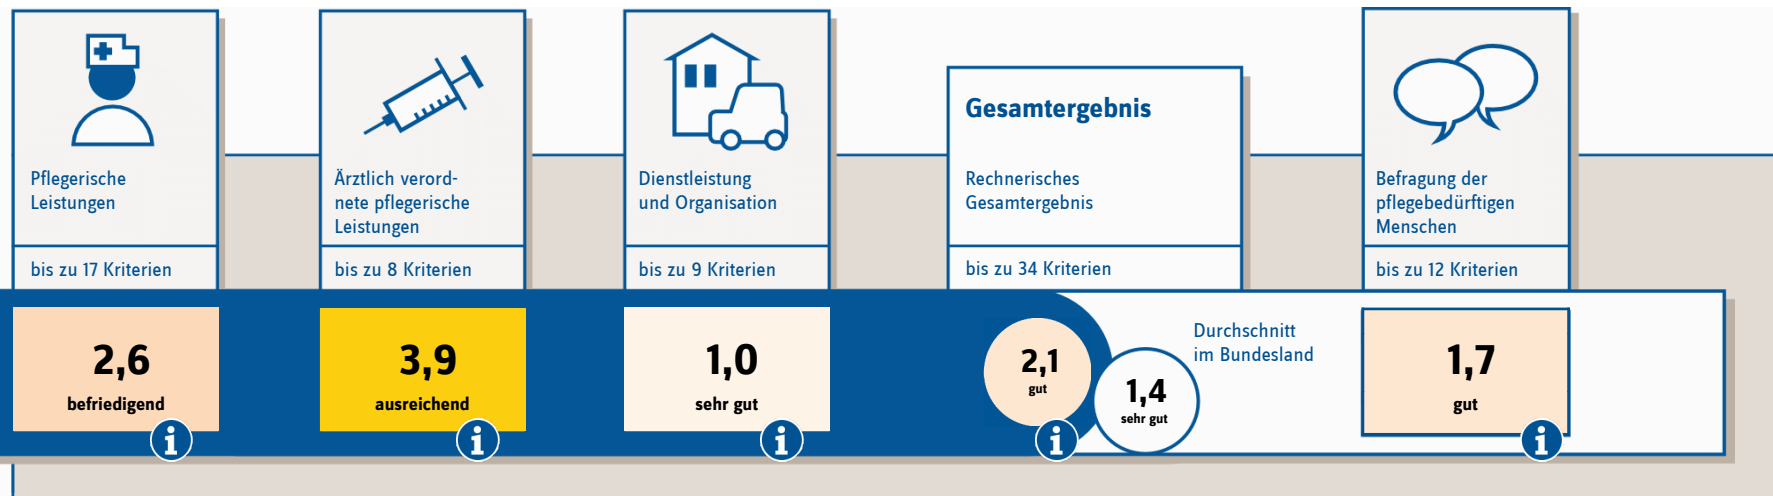 Pflegerische
Leistungen
bis zu 17 Kriterien
2,6
befriedigend
i
Ärztlich verord-
nete pflegerische
Leistungen
bis zu 8 Kriterien
3,9
ausreichend
i
Dienstleistung
und Organisation
bis zu 9 Kriterien
1,0
sehr gut
i
Gesamtergebnis
Rechnerisches
Gesamtergebnis
bis zu 34 Kriterien
2,1
gut
i
1,4
sehr gut
Durchschnitt
im Bundesland
Befragung der
pflegebedürftigen
Menschen
bis zu 12 Kriterien
1,7
gut
i